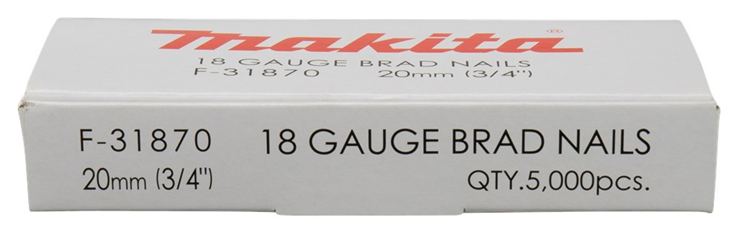 makita®
18 GAUGE BRAD NAILS
F-31870 20mm (3/4")
F-31870 18 GAUGE BRAD NAILS
20mm (3/4") QTY.5,000pcs.